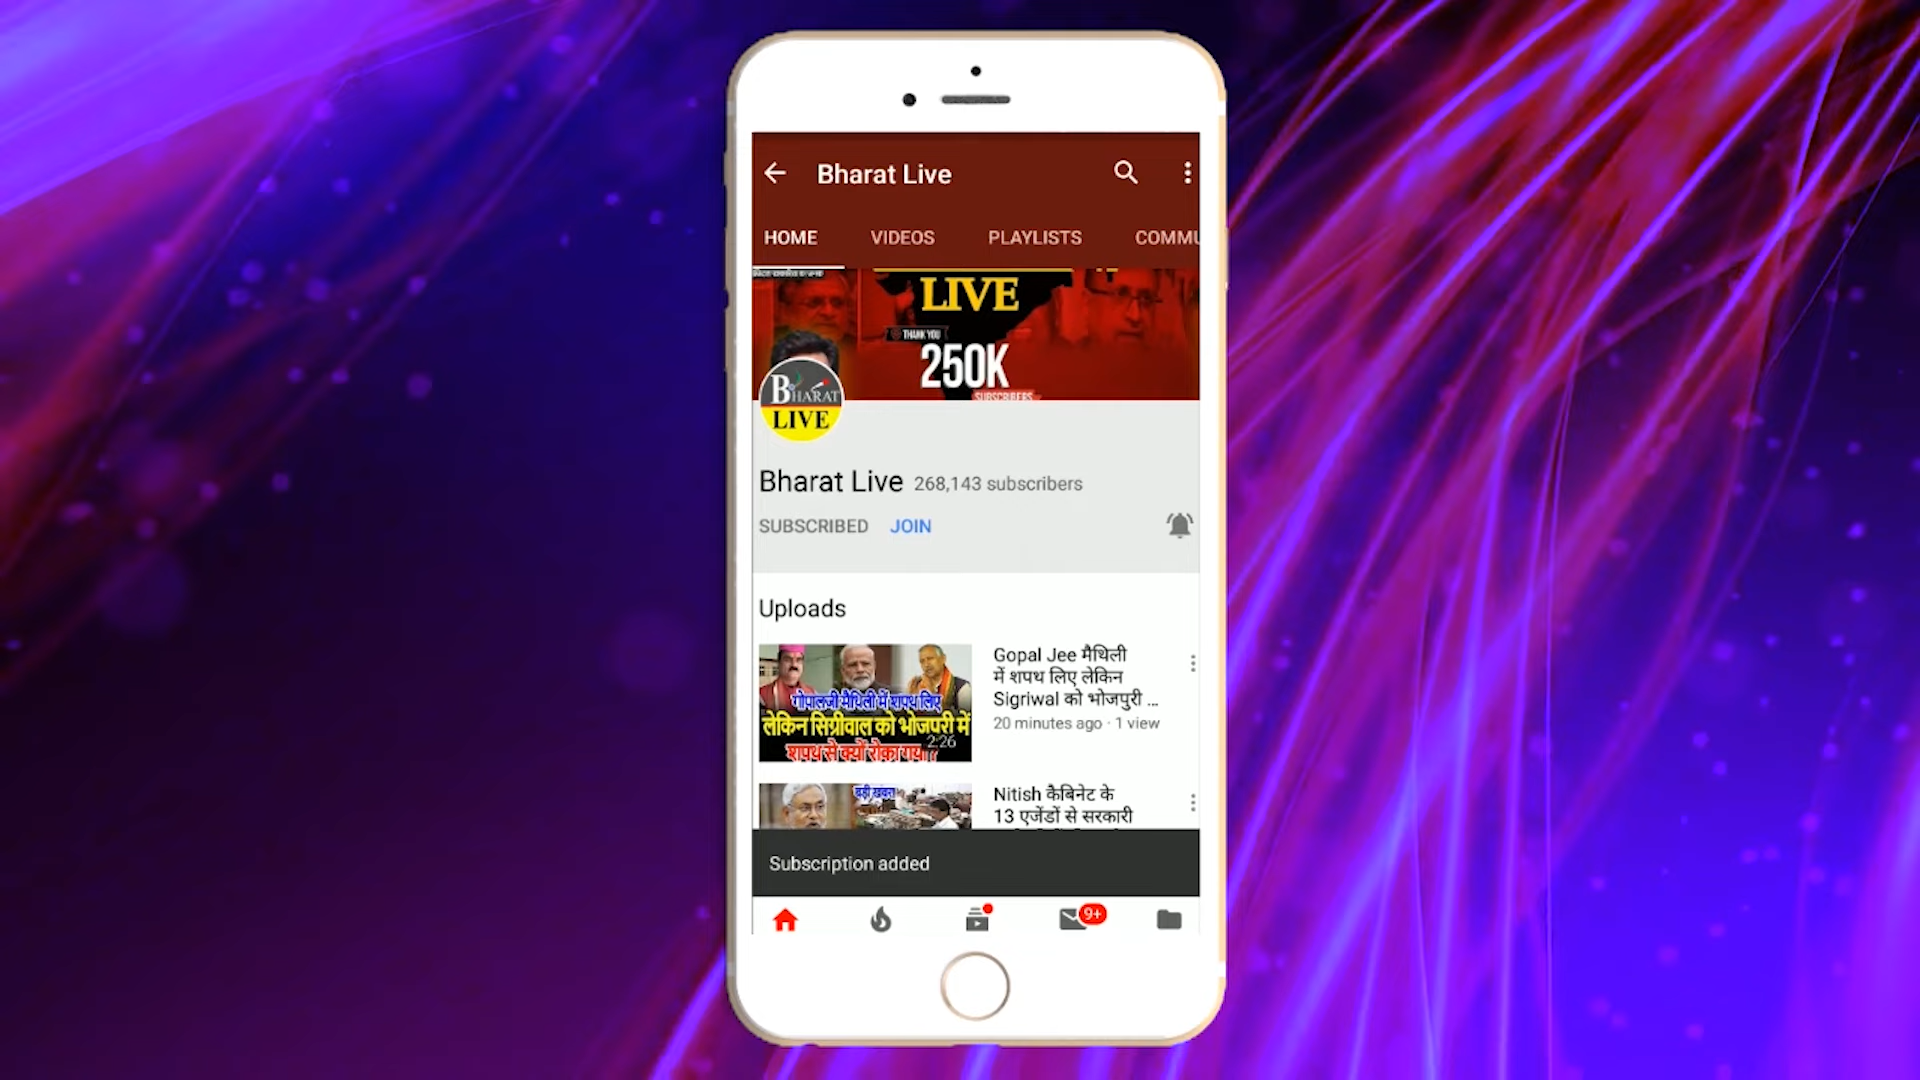 Bharat Live
HOME VIDEOS PLAYLISTS COMMU
LIVE
THANK YOU
250K
SUBSCRIBERS
BHARAT
LIVE
Bharat Live 268,143 subscribers
SUBSCRIBED JOIN
Uploads
गोपालजी मैथिली में शपथ लिए
लेकिन सिग्रीवाल को भोजपुरी में
शपथ से क्यों रोका गया
2:26
Gopal Jee मैथिली
में शपथ लिए लेकिन
Sigriwal को भोजपुरी ...
20 minutes ago · 1 view
बड़ी खबर
Nitish कैबिनेट के
13 एजेंडों से सरकारी
Subscription added
9+